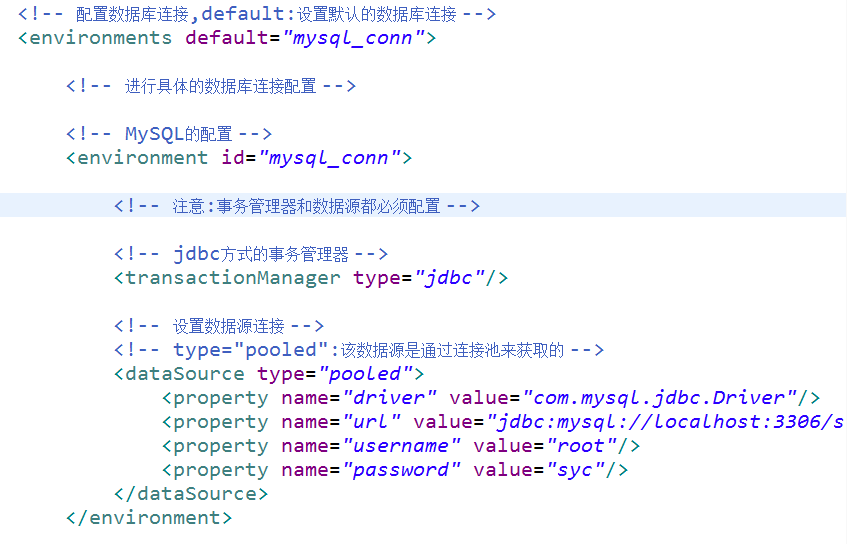 <!-- 配置数据库连接,default:设置默认的数据库连接 -->
<environments default="mysql_conn">
<!-- 进行具体的数据库连接配置 -->
<!-- MySQL的配置 -->
<environment id="mysql_conn">
<!-- 注意:事务管理器和数据源都必须配置 -->
<!-- jdbc方式的事务管理器 -->
<transactionManager type="jdbc"/>
<!-- 设置数据源连接 -->
<!-- type="pooled":该数据源是通过连接池来获取的 -->
<dataSource type="pooled">
<property name="driver" value="com.mysql.jdbc.Driver"/>
<property name="url" value="jdbc:mysql://localhost:3306/s
<property name="username" value="root"/>
<property name="password" value="syc"/>
</dataSource>
</environment>